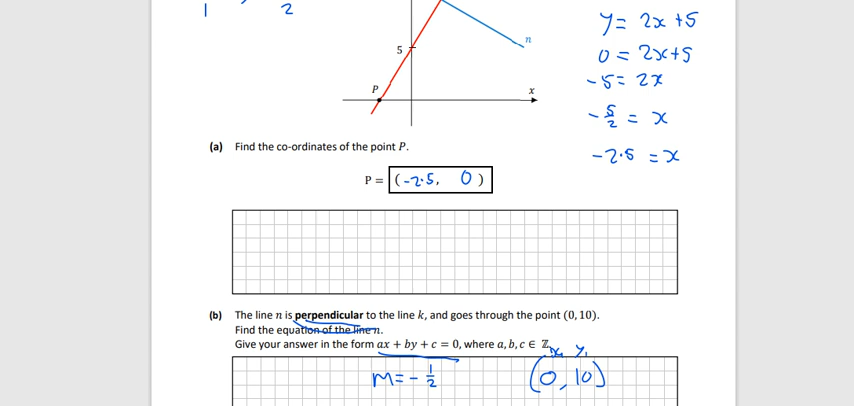 1 , 2
n
y = 2x + 5
5
0 = 2x + 5
-5 = 2x
P
x
-5/2 = x
(a) Find the co-ordinates of the point P.
-2.5 = x
P = (-2.5, 0)
(b) The line n is perpendicular to the line k, and goes through the point (0, 10).
Find the equation of the line n.
Give your answer in the form ax + by + c = 0, where a, b, c ∈ ℤ.
x₁ y₁
m = -1/2 (0, 10)